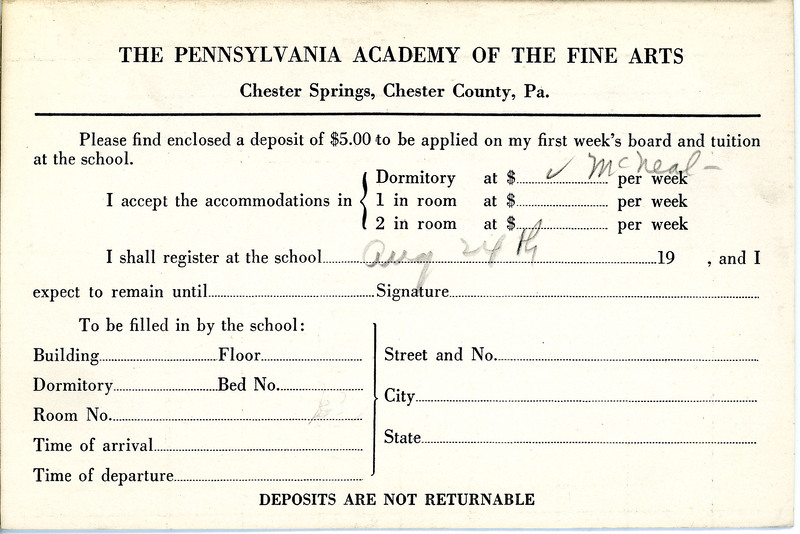 THE PENNSYLVANIA ACADEMY OF THE FINE ARTS
Chester Springs, Chester County, Pa.
Please find enclosed a deposit of $5.00 to be applied on my first week's board and tuition
at the school.
I accept the accommodations in { Dormitory at $ ✓ McNeal – per week
1 in room at $ per week
2 in room at $ per week
I shall register at the school Aug 24th 19 , and I
expect to remain until Signature
To be filled in by the school:
Building Floor
Dormitory Bed No.
Room No.
Time of arrival
Time of departure
Street and No.
City
State
DEPOSITS ARE NOT RETURNABLE